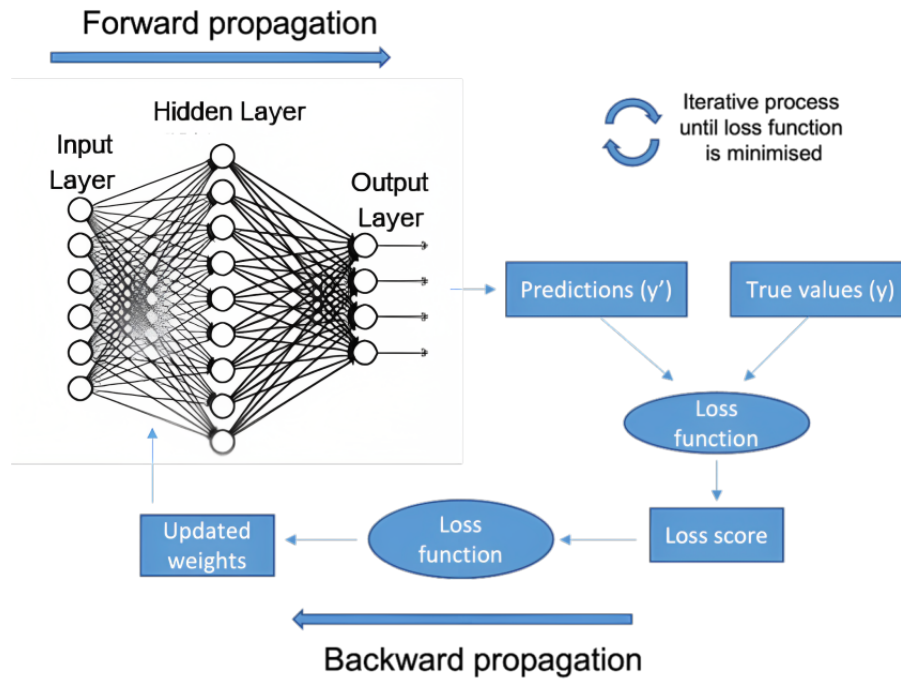 Forward propagation
Hidden Layer
Input
Layer
Output
Layer
Iterative process
until loss function
is minimised
Predictions (y’)
True values (y)
Loss
function
Loss score
Loss
function
Updated
weights
Backward propagation